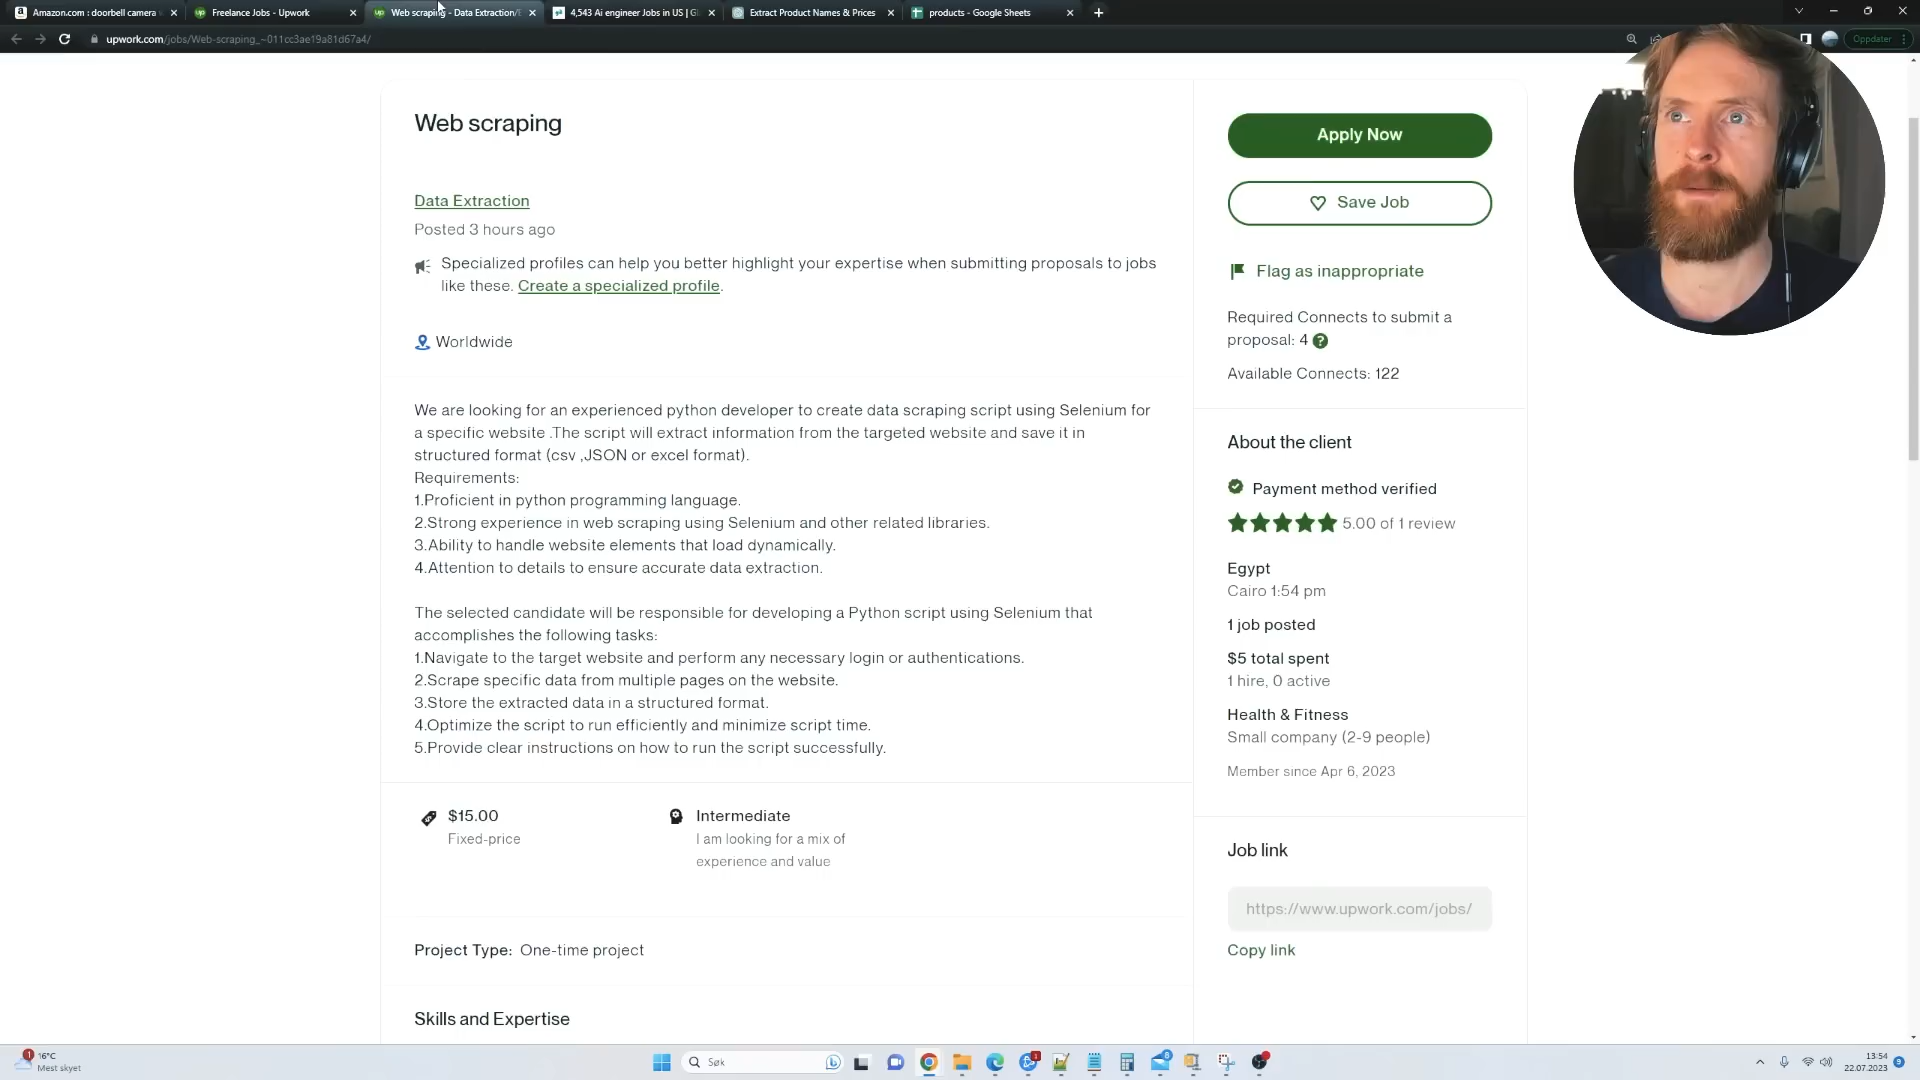 Amazon.com : doorbell camera
Freelance Jobs - Upwork
Web scraping - Data Extraction/E
4,543 Ai engineer Jobs in US | Gl
Extract Product Names & Prices
products - Google Sheets
upwork.com/jobs/Web-scraping_~011cc3ae19a81d67a4/
Oppdater
Web scraping
Data Extraction
Posted 3 hours ago
Specialized profiles can help you better highlight your expertise when submitting proposals to jobs
like these. Create a specialized profile.
Worldwide
We are looking for an experienced python developer to create data scraping script using Selenium for
a specific website .The script will extract information from the targeted website and save it in
structured format (csv ,JSON or excel format).
Requirements:
1.Proficient in python programming language.
2.Strong experience in web scraping using Selenium and other related libraries.
3.Ability to handle website elements that load dynamically.
4.Attention to details to ensure accurate data extraction.
The selected candidate will be responsible for developing a Python script using Selenium that
accomplishes the following tasks:
1.Navigate to the target website and perform any necessary login or authentications.
2.Scrape specific data from multiple pages on the website.
3.Store the extracted data in a structured format.
4.Optimize the script to run efficiently and minimize script time.
5.Provide clear instructions on how to run the script successfully.
$15.00
Fixed-price
Intermediate
I am looking for a mix of
experience and value
Project Type: One-time project
Skills and Expertise
Apply Now
Save Job
Flag as inappropriate
Required Connects to submit a
proposal: 4
Available Connects: 122
About the client
Payment method verified
5.00 of 1 review
Egypt
Cairo 1:54 pm
1 job posted
$5 total spent
1 hire, 0 active
Health & Fitness
Small company (2-9 people)
Member since Apr 6, 2023
Job link
https://www.upwork.com/jobs/
Copy link
16°C
Mest skyet
Søk
13:54
22.07.2023